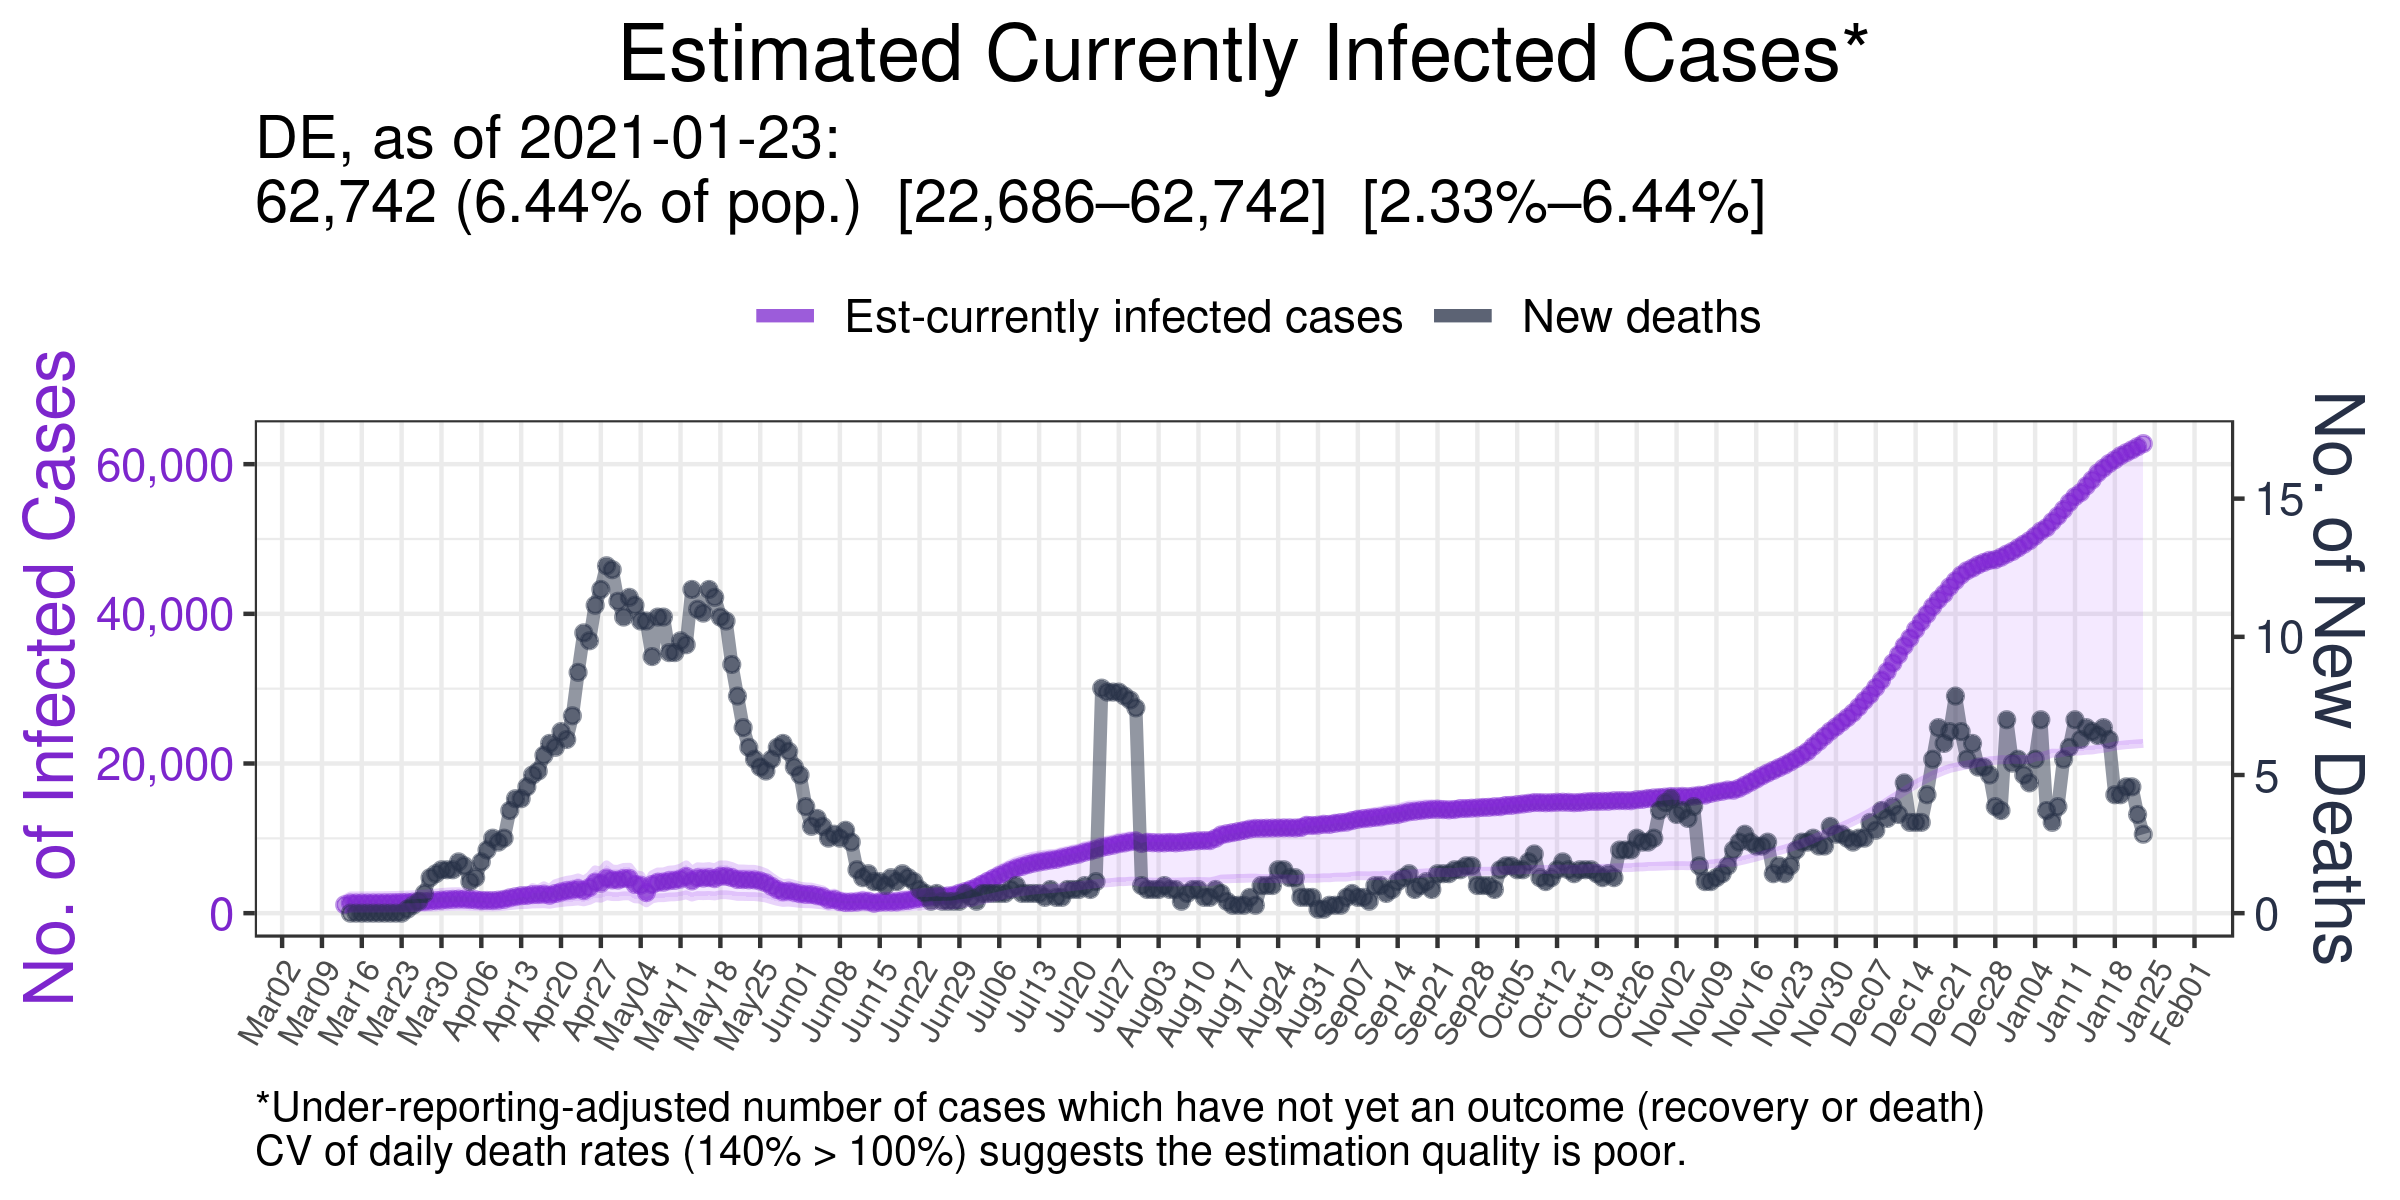 Estimated Currently Infected Cases*
DE, as of 2021-01-23:
62,742 (6.44% of pop.) [22,686–62,742] [2.33%–6.44%]
Est-currently infected cases New deaths
No. of Infected Cases
60,000
40,000
20,000
0
15
10
5
0
No. of New Deaths
Mar02 Mar09 Mar16 Mar23 Mar30 Apr06 Apr13 Apr20 Apr27 May04 May11 May18 May25 Jun01 Jun08 Jun15 Jun22 Jun29 Jul06 Jul13 Jul20 Jul27 Aug03 Aug10 Aug17 Aug24 Aug31 Sep07 Sep14 Sep21 Sep28 Oct05 Oct12 Oct19 Oct26 Nov02 Nov09 Nov16 Nov23 Nov30 Dec07 Dec14 Dec21 Dec28 Jan04 Jan11 Jan18 Jan25 Feb01
*Under-reporting-adjusted number of cases which have not yet an outcome (recovery or death)
CV of daily death rates (140% > 100%) suggests the estimation quality is poor.